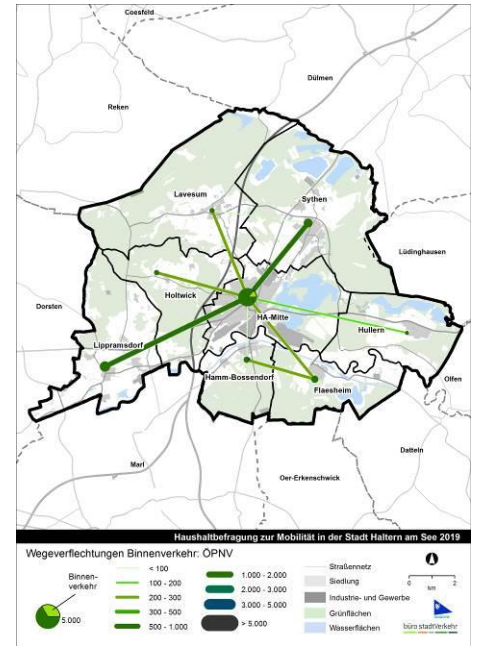 Coesfeld
Dülmen
Reken
Lavesum
Sythen
Lüdinghausen
Dorsten
Holtwick
HA-Mitte
Hullern
Lippramsdorf
Hamm-Bossendorf
Flaesheim
Olfen
Marl
Datteln
Oer-Erkenschwick
Haushaltbefragung zur Mobilität in der Stadt Haltern am See 2019
Wegeverflechtungen Binnenverkehr: ÖPNV
Binnen-
verkehr
5.000
< 100
100 - 200
200 - 300
300 - 500
500 - 1.000
1.000 - 2.000
2.000 - 3.000
3.000 - 5.000
> 5.000
Straßennetz
Siedlung
Industrie- und Gewerbe
Grünflächen
Wasserflächen
0 2
km
büro stadtVerkehr